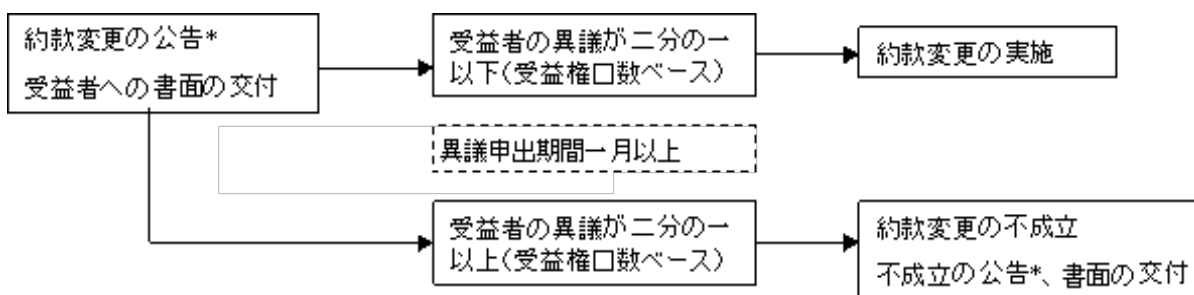 約款変更の公告*
受益者への書面の交付
受益者の異議が二分の一
以下(受益権口数ベース)
約款変更の実施
異議申出期間一月以上
受益者の異議が二分の一
以上(受益権口数ベース)
約款変更の不成立
不成立の公告*、書面の交付